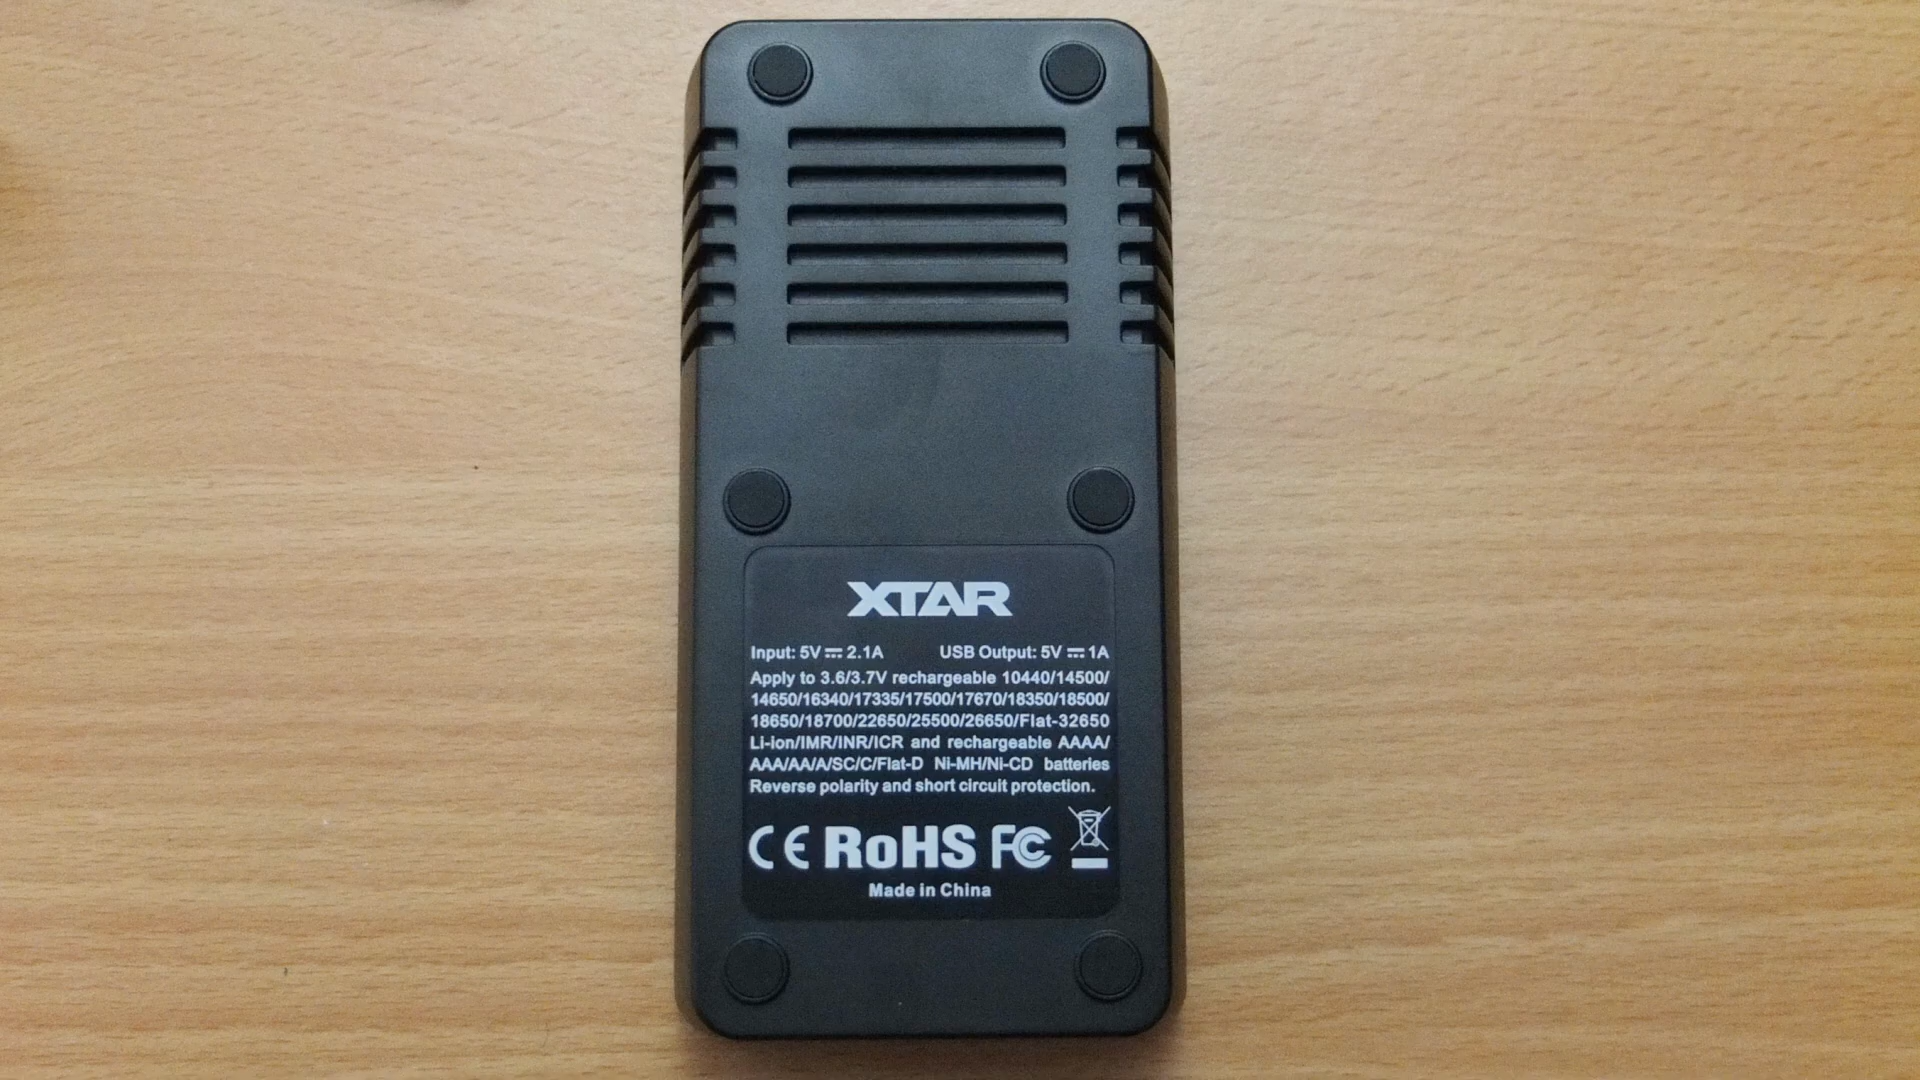 XTAR
Input: 5V⎓2.1A USB Output: 5V⎓1A
Apply to 3.6/3.7V rechargeable 10440/14500/
14650/16340/17335/17500/17670/18350/18500/
18650/18700/22650/25500/26650/Flat-32650
Li-ion/IMR/INR/ICR and rechargeable AAAA/
AAA/AA/A/SC/C/Flat-D Ni-MH/Ni-CD batteries
Reverse polarity and short circuit protection.
CE RoHS FC
Made in China